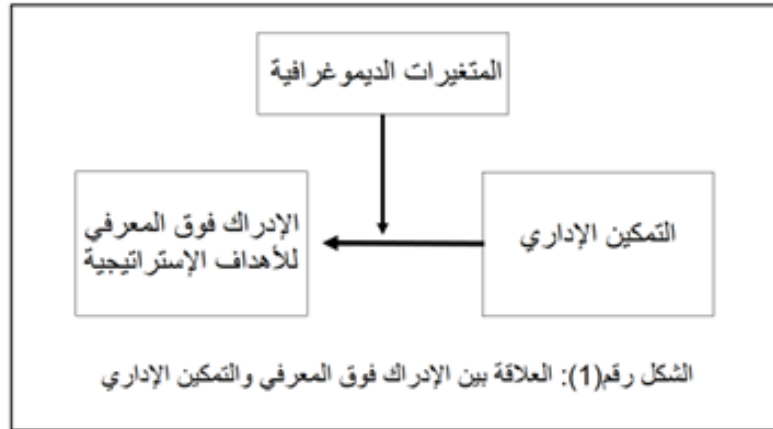 المتغيرات الديموغرافية
التمكين الإداري
الإدراك فوق المعرفي
للأهداف الإستراتيجية
الشكل رقم(1): العلاقة بين الإدراك فوق المعرفي والتمكين الإداري